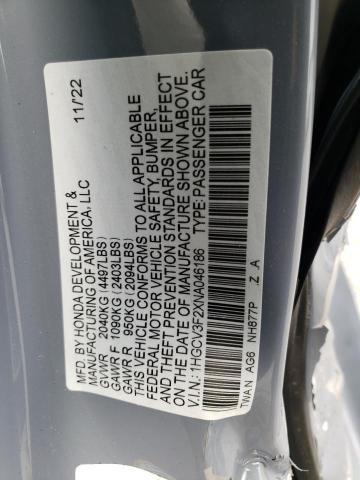 MFD. BY HONDA DEVELOPMENT & 11/22
MANUFACTURING OF AMERICA, LLC
GVWR 2040KG (4497LBS)
GAWR F 1090KG (2403LBS)
GAWR R 950KG (2094LBS)
THIS VEHICLE CONFORMS TO ALL APPLICABLE
FEDERAL MOTOR VEHICLE SAFETY, BUMPER,
AND THEFT PREVENTION STANDARDS IN EFFECT
ON THE DATE OF MANUFACTURE SHOWN ABOVE.
V.I.N.: 1HGCV3F2XNA046186 TYPE: PASSENGER CAR
TWAN AG6 NH877P Z A